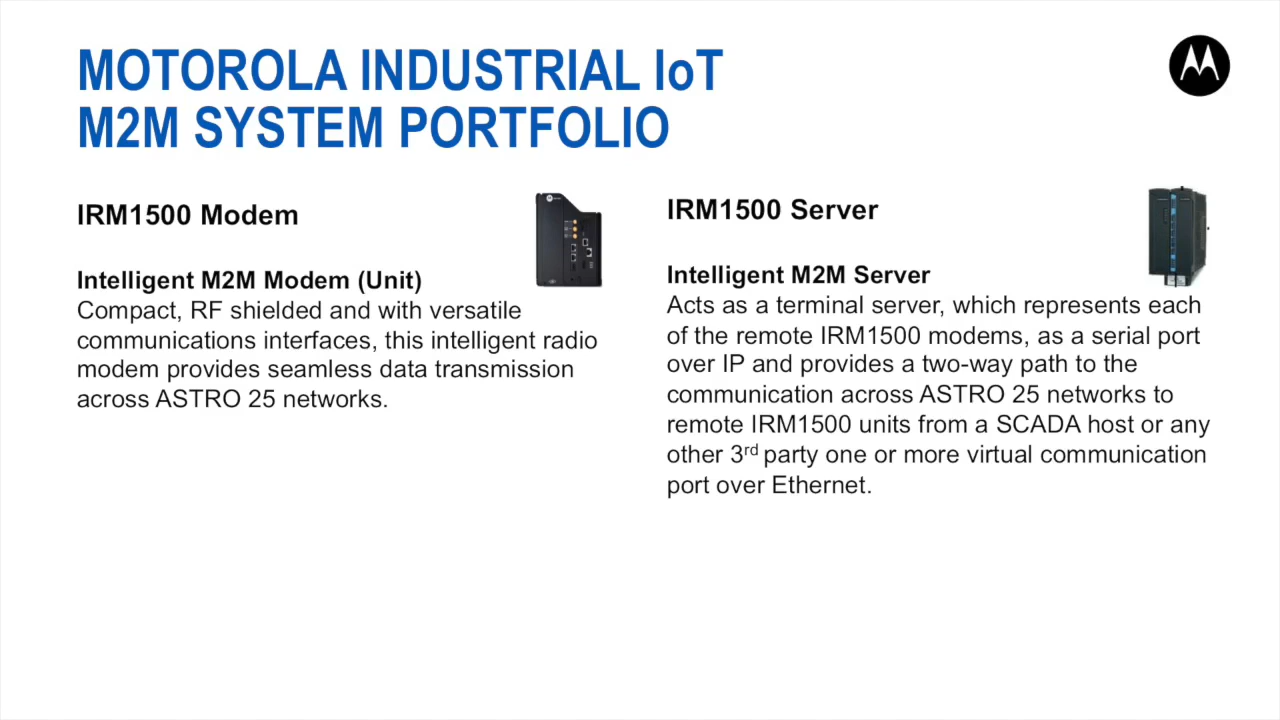 MOTOROLA INDUSTRIAL IoT
M2M SYSTEM PORTFOLIO
IRM1500 Modem
Intelligent M2M Modem (Unit)
Compact, RF shielded and with versatile
communications interfaces, this intelligent radio
modem provides seamless data transmission
across ASTRO 25 networks.
IRM1500 Server
Intelligent M2M Server
Acts as a terminal server, which represents each
of the remote IRM1500 modems, as a serial port
over IP and provides a two-way path to the
communication across ASTRO 25 networks to
remote IRM1500 units from a SCADA host or any
other 3rd party one or more virtual communication
port over Ethernet.